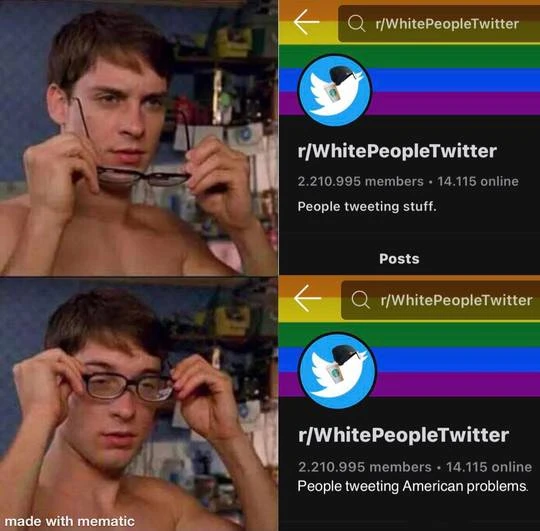 r/WhitePeopleTwitter
r/WhitePeopleTwitter
2.210.995 members • 14.115 online
People tweeting stuff.
Posts
r/WhitePeopleTwitter
r/WhitePeopleTwitter
2.210.995 members • 14.115 online
People tweeting American problems.
made with mematic